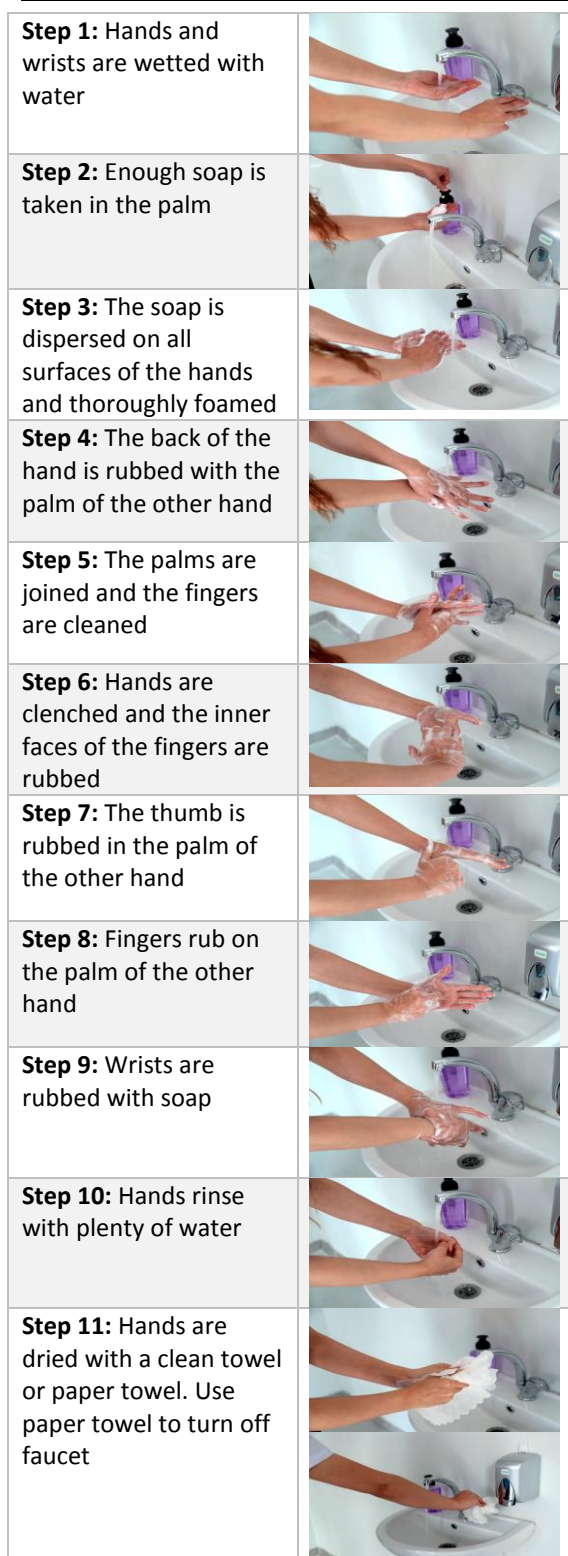 Step 1: Hands and
wrists are wetted with
water
Step 2: Enough soap is
taken in the palm
Step 3: The soap is
dispersed on all
surfaces of the hands
and thoroughly foamed
Step 4: The back of the
hand is rubbed with the
palm of the other hand
Step 5: The palms are
joined and the fingers
are cleaned
Step 6: Hands are
clenched and the inner
faces of the fingers are
rubbed
Step 7: The thumb is
rubbed in the palm of
the other hand
Step 8: Fingers rub on
the palm of the other
hand
Step 9: Wrists are
rubbed with soap
Step 10: Hands rinse
with plenty of water
Step 11: Hands are
dried with a clean towel
or paper towel. Use
paper towel to turn off
faucet